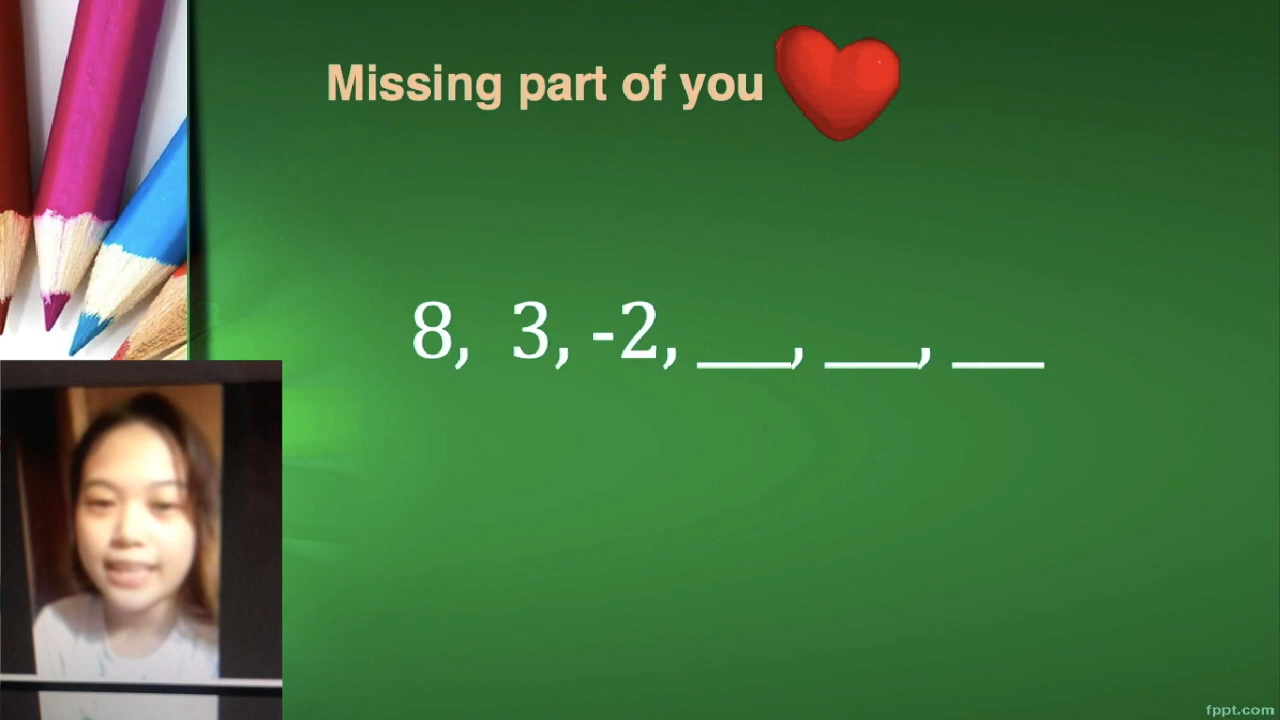 Missing part of you
8, 3, -2, ___, ___, ___
fppt.com